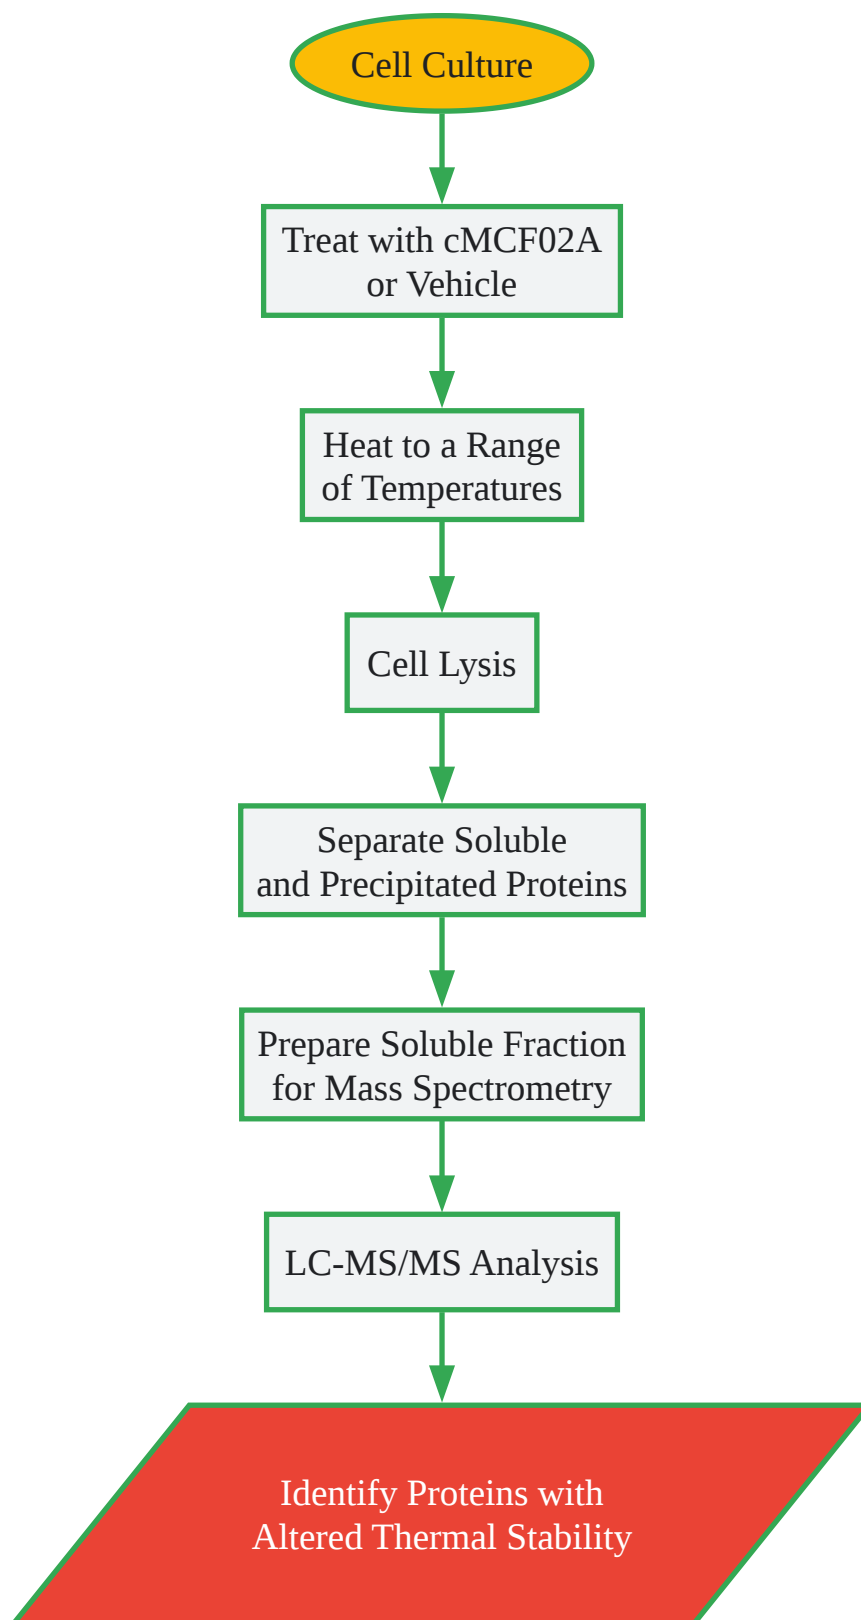 Cell Culture
Treat with cMCF02A
or Vehicle
Heat to a Range
of Temperatures
Cell Lysis
Separate Soluble
and Precipitated Proteins
Prepare Soluble Fraction
for Mass Spectrometry
LC-MS/MS Analysis
Identify Proteins with
Altered Thermal Stability